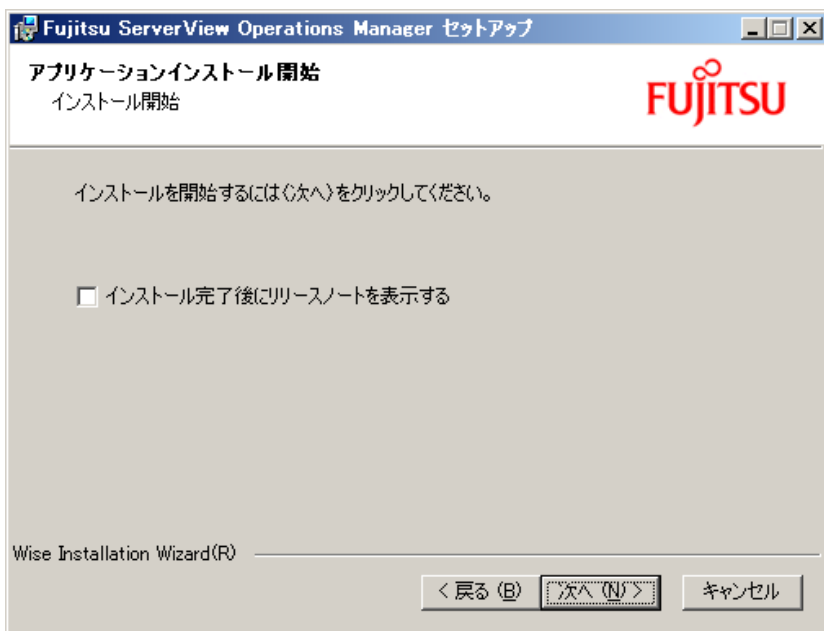 Fujitsu ServerView Operations Manager セットアップ
アプリケーションインストール開始
インストール開始
FUJITSU
インストールを開始するには〈次へ〉をクリックしてください。
インストール完了後にリリースノートを表示する
Wise Installation Wizard(R)
< 戻る (B)
次へ (N) >
キャンセル